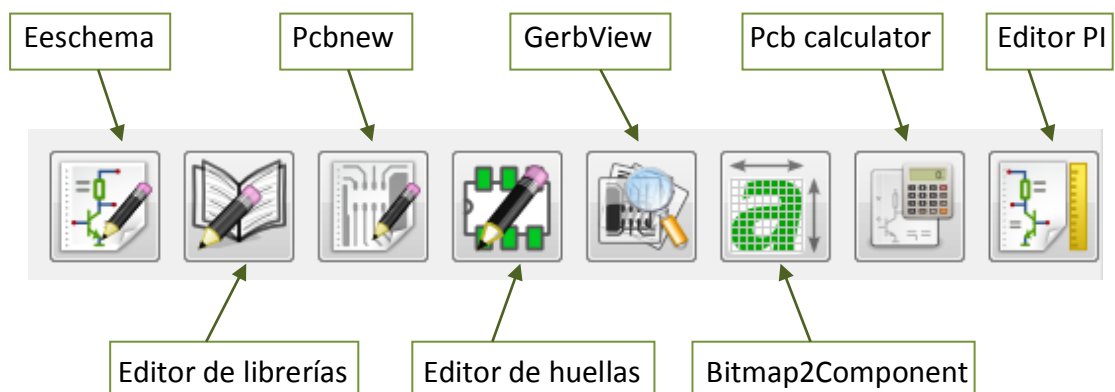 Eeschema
Pcbnew
GerbView
Pcb calculator
Editor PI
Editor de librerías
Editor de huellas
Bitmap2Component